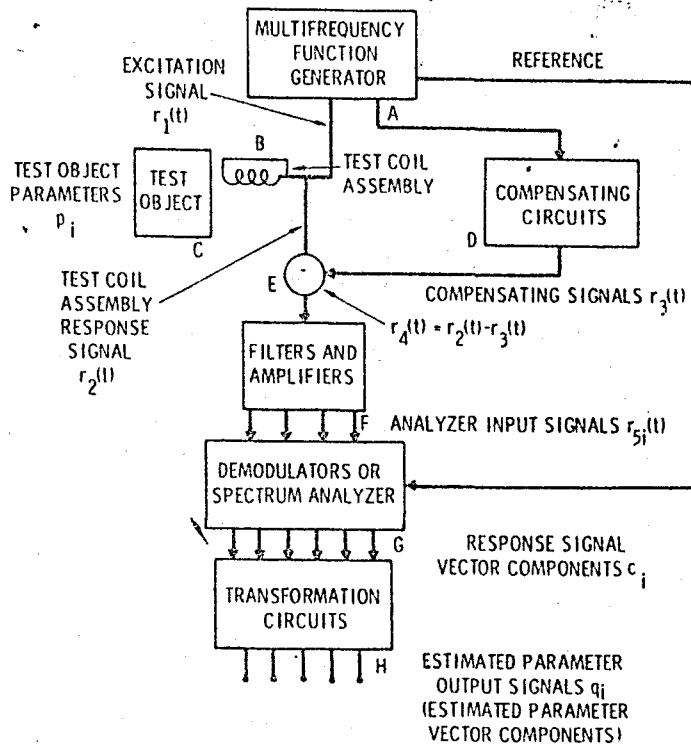 MULTIFREQUENCY
FUNCTION
GENERATOR
REFERENCE
EXCITATION
SIGNAL
r1(t)
A
B
TEST COIL
ASSEMBLY
TEST OBJECT
PARAMETERS
pi
TEST
OBJECT
C
COMPENSATING
CIRCUITS
D
TEST COIL
ASSEMBLY
RESPONSE
SIGNAL
r2(t)
-
E
COMPENSATING SIGNALS r3(t)
r4(t) = r2(t)-r3(t)
FILTERS AND
AMPLIFIERS
F
ANALYZER INPUT SIGNALS r5i(t)
DEMODULATORS OR
SPECTRUM ANALYZER
G
RESPONSE SIGNAL
VECTOR COMPONENTS ci
TRANSFORMATION
CIRCUITS
H
ESTIMATED PARAMETER
OUTPUT SIGNALS qi
(ESTIMATED PARAMETER
VECTOR COMPONENTS)